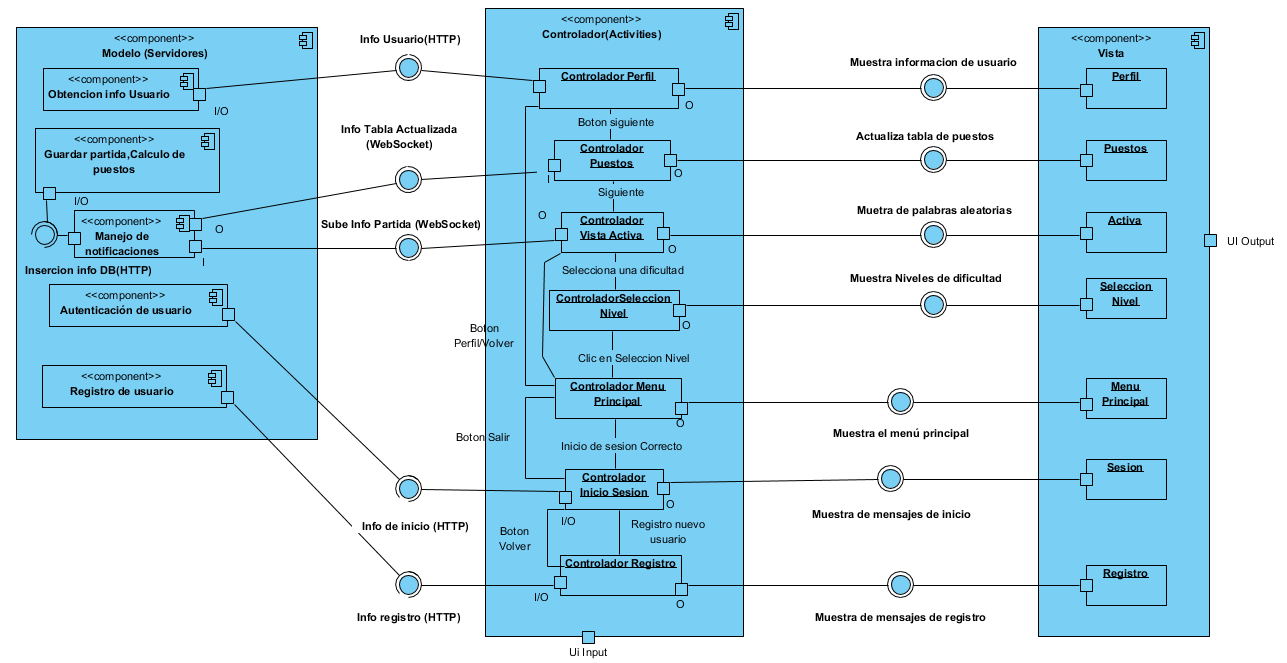 <<component>>
Modelo (Servidores)
<<component>>
Obtencion info Usuario
I/O
<<component>>
Guardar partida,Calculo de
puestos
I/O
<<component>>
Manejo de
notificaciones
O
I
Insercion info DB(HTTP)
<<component>>
Autenticación de usuario
<<component>>
Registro de usuario
Info Usuario(HTTP)
Info Tabla Actualizada
(WebSocket)
Sube Info Partida (WebSocket)
Info de inicio (HTTP)
Info registro (HTTP)
<<component>>
Controlador(Activities)
Controlador Perfil
O
Boton siguiente
Controlador
Puestos
I
O
Siguiente
O
Controlador
Vista Activa
O
Selecciona una dificultad
ControladorSeleccion
Nivel
O
Boton
Perfil/Volver
Clic en Seleccion Nivel
Controlador Menu
Principal
O
Boton Salir
Inicio de sesion Correcto
Controlador
Inicio Sesion
I/O
O
Boton
Volver
Registro nuevo
usuario
Controlador Registro
I/O
O
Ui Input
Muestra informacion de usuario
Actualiza tabla de puestos
Muetra de palabras aleatorias
Muestra Niveles de dificultad
Muestra el menú principal
Muestra de mensajes de inicio
Muestra de mensajes de registro
<<component>>
Vista
Perfil
Puestos
Activa
Seleccion
Nivel
Menu
Principal
Sesion
Registro
UI Output